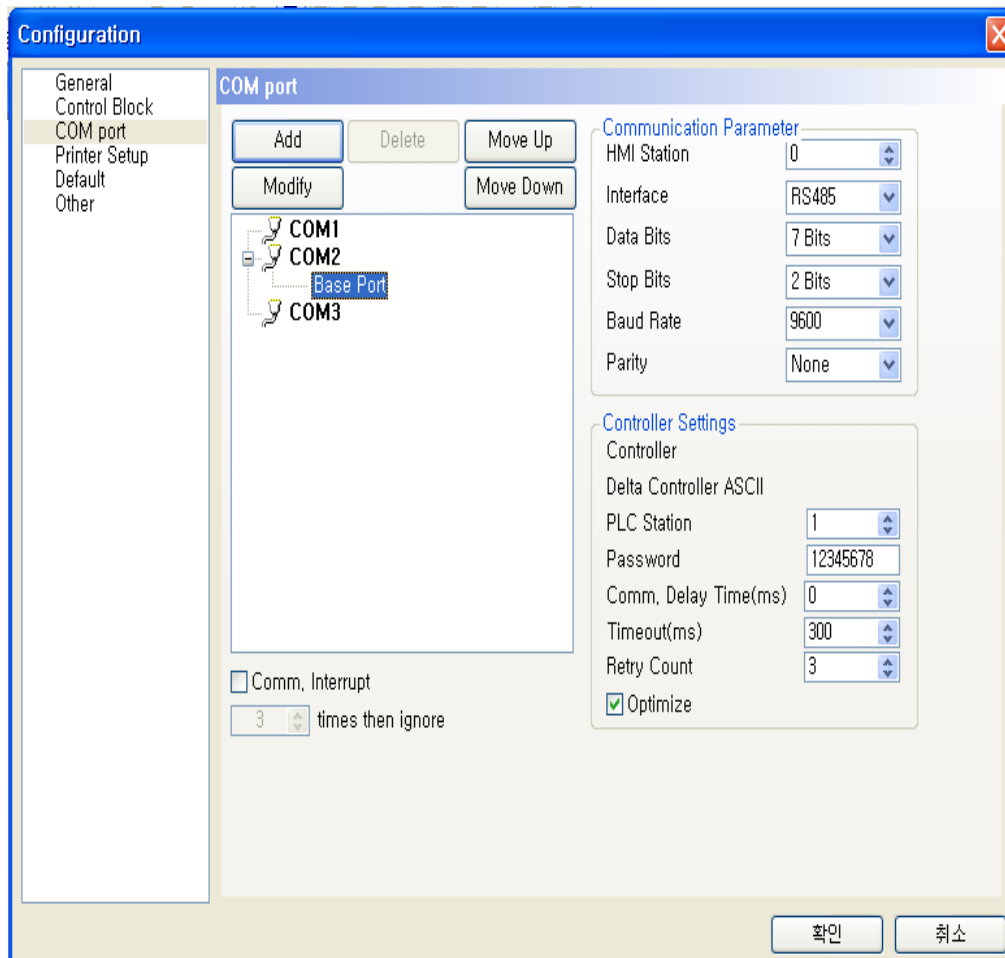 Configuration
General
Control Block
COM port
Printer Setup
Default
Other
COM port
Add
Delete
Move Up
Modify
Move Down
COM1
COM2
Base Port
COM3
Comm, Interrupt
3 times then ignore
Communication Parameter
HMI Station 0
Interface RS485
Data Bits 7 Bits
Stop Bits 2 Bits
Baud Rate 9600
Parity None
Controller Settings
Controller
Delta Controller ASCII
PLC Station 1
Password 12345678
Comm, Delay Time(ms) 0
Timeout(ms) 300
Retry Count 3
Optimize
확인
취소